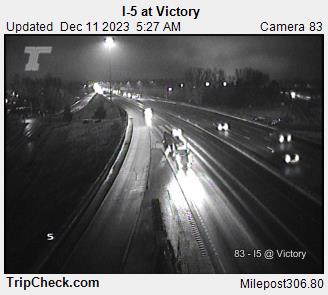 I-5 at Victory
Updated Dec 11 2023 5:27 AM Camera 83
T
S
83 - I5 @ Victory
TripCheck.com Milepost306.80